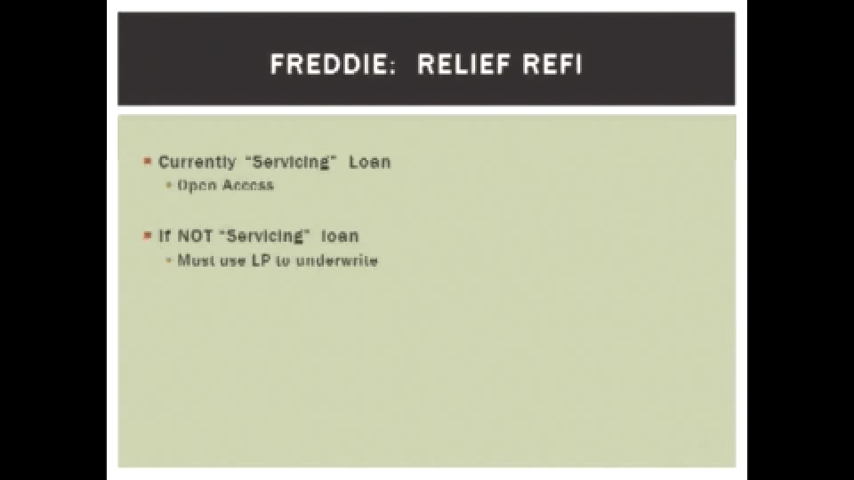 FREDDIE: RELIEF REFI
Currently "Servicing" Loan
Open Access
If NOT "Servicing" loan
Must use LP to underwrite